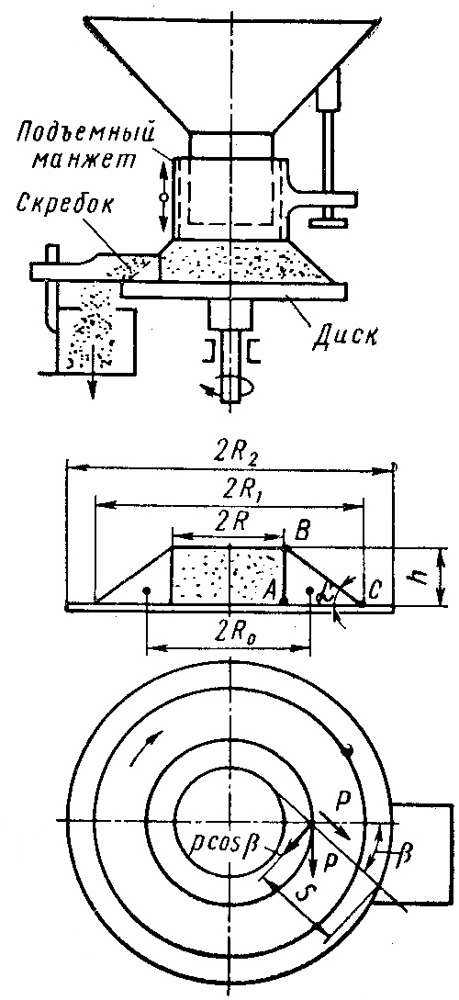 Подъемный
манжет
Скребок
Диск
2R₂
2R₁
2R
B
A
α
C
h
2R₀
P
pcosβ
P
β
S